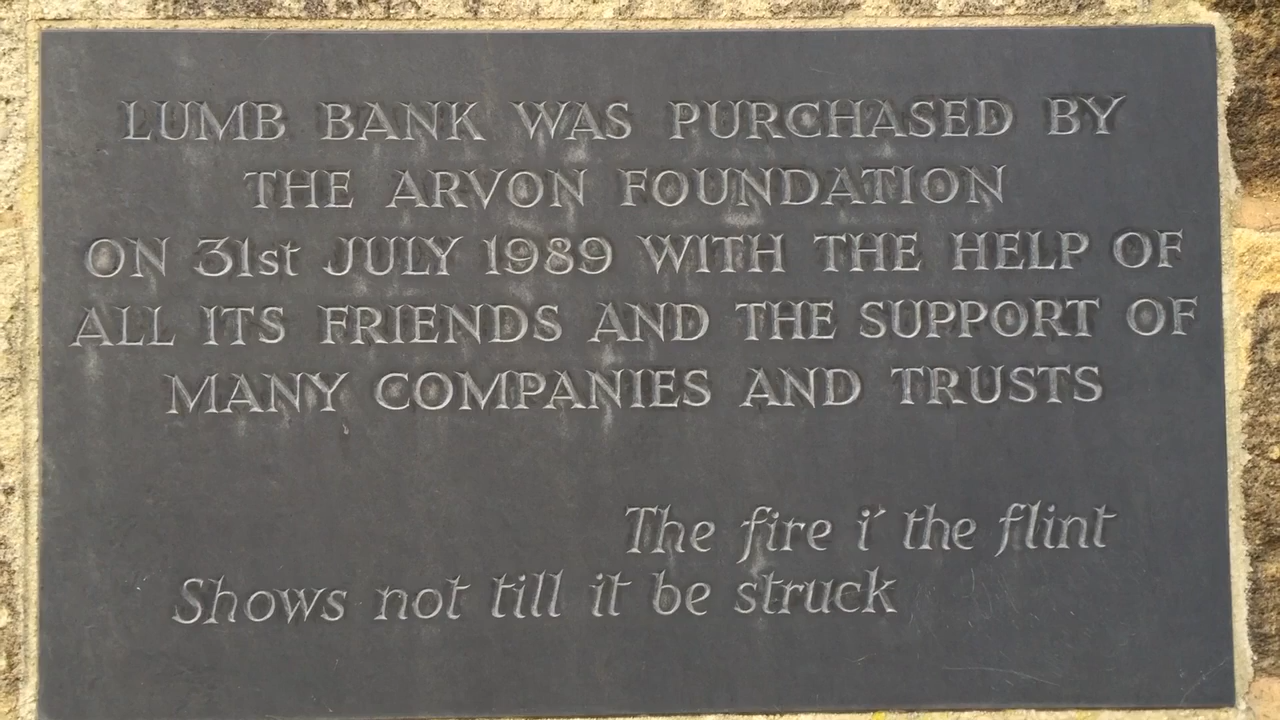 LUMB BANK WAS PURCHASED BY
THE ARVON FOUNDATION
ON 31st JULY 1989 WITH THE HELP OF
ALL ITS FRIENDS AND THE SUPPORT OF
MANY COMPANIES AND TRUSTS
The fire i' the flint
Shows not till it be struck